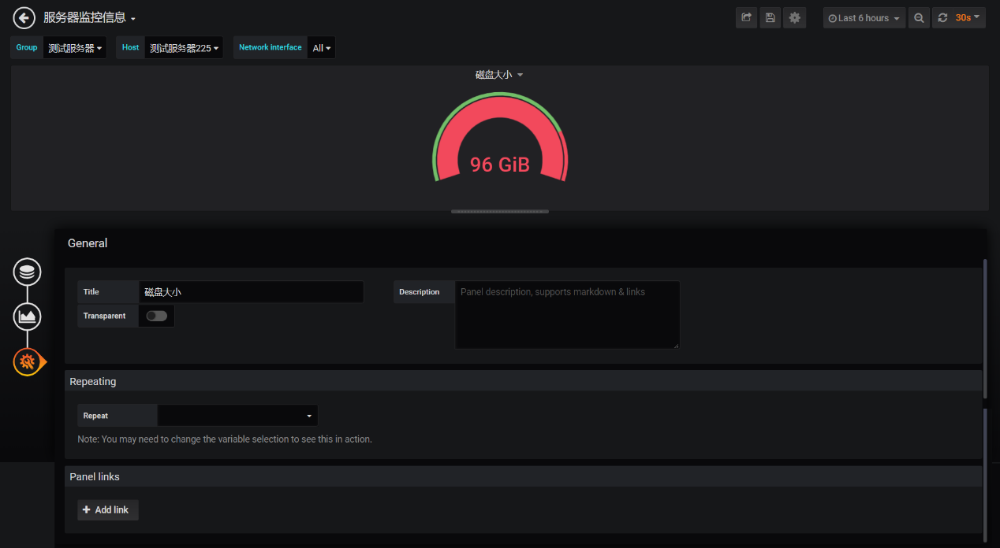 服务器监控信息
Last 6 hours
30s
Group 测试服务器 Host 测试服务器225 Network interface All
磁盘大小
96 GiB
General
Title 磁盘大小 Description Panel description, supports markdown & links
Transparent
Repeating
Repeat
Note: You may need to change the variable selection to see this in action.
Panel links
+ Add link